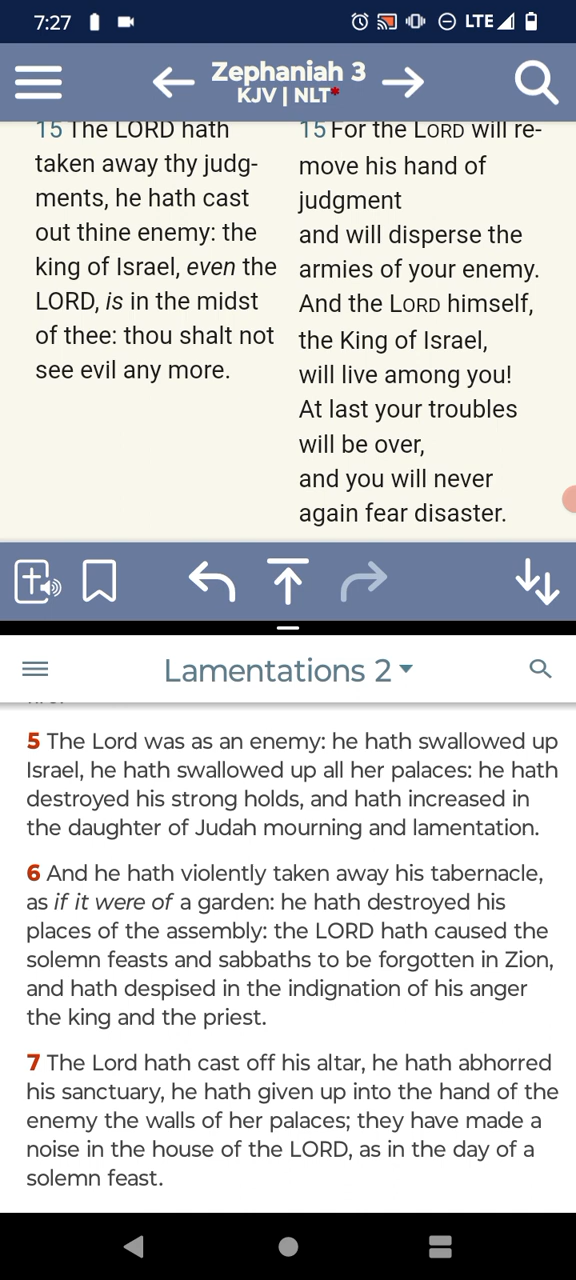 7:27
LTE
Zephaniah 3
KJV | NLT*
15 The LORD hath
taken away thy judg-
ments, he hath cast
out thine enemy: the
king of Israel, even the
LORD, is in the midst
of thee: thou shalt not
see evil any more.
15 For the LORD will re-
move his hand of
judgment
and will disperse the
armies of your enemy.
And the LORD himself,
the King of Israel,
will live among you!
At last your troubles
will be over,
and you will never
again fear disaster.
Lamentations 2
5 The Lord was as an enemy: he hath swallowed up
Israel, he hath swallowed up all her palaces: he hath
destroyed his strong holds, and hath increased in
the daughter of Judah mourning and lamentation.
6 And he hath violently taken away his tabernacle,
as if it were of a garden: he hath destroyed his
places of the assembly: the LORD hath caused the
solemn feasts and sabbaths to be forgotten in Zion,
and hath despised in the indignation of his anger
the king and the priest.
7 The Lord hath cast off his altar, he hath abhorred
his sanctuary, he hath given up into the hand of the
enemy the walls of her palaces; they have made a
noise in the house of the LORD, as in the day of a
solemn feast.